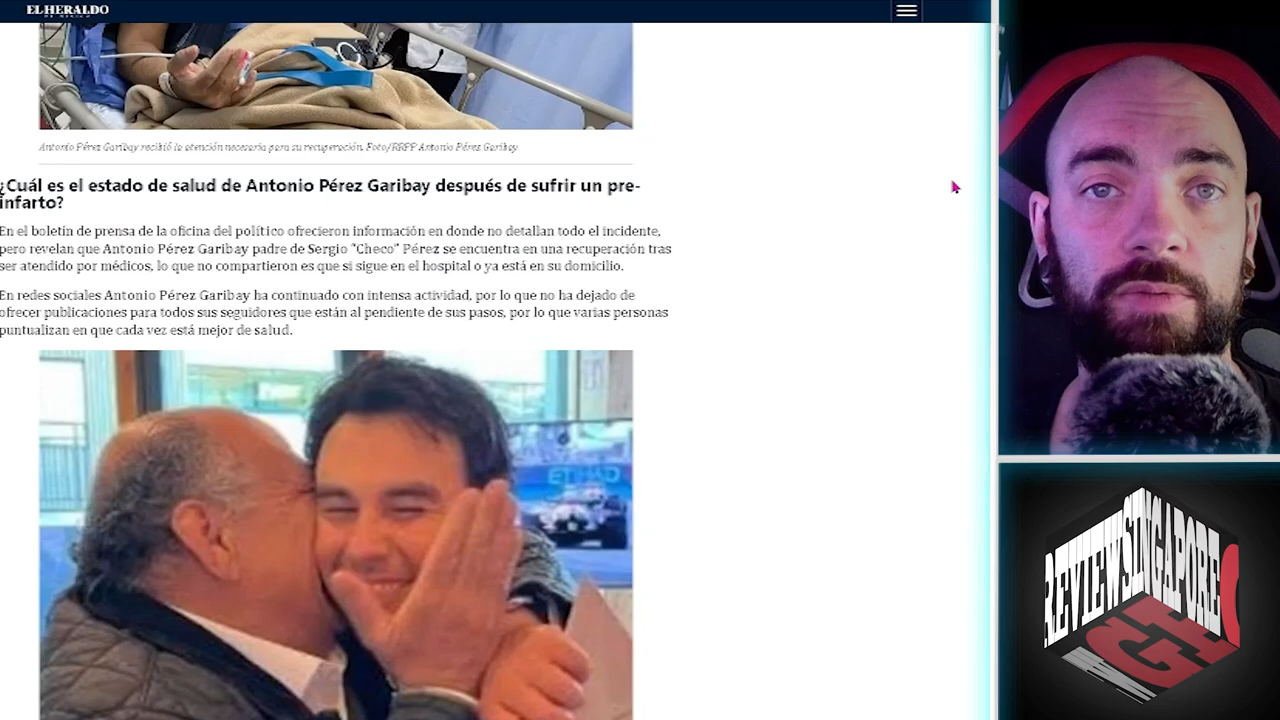 EL HERALDO
DE MÉXICO
Antonio Pérez Garibay recibió la atención necesaria para su recuperación. Foto/RRPP Antonio Pérez Garibay
¿Cuál es el estado de salud de Antonio Pérez Garibay después de sufrir un pre-
infarto?
En el boletín de prensa de la oficina del político ofrecieron información en donde no detallan todo el incidente,
pero revelan que Antonio Pérez Garibay padre de Sergio "Checo" Pérez se encuentra en una recuperación tras
ser atendido por médicos, lo que no compartieron es que si sigue en el hospital o ya está en su domicilio.
En redes sociales Antonio Pérez Garibay ha continuado con intensa actividad, por lo que no ha dejado de
ofrecer publicaciones para todos sus seguidores que están al pendiente de sus pasos, por lo que varias personas
puntualizan en que cada vez está mejor de salud.
REVIEW SINGAPORE